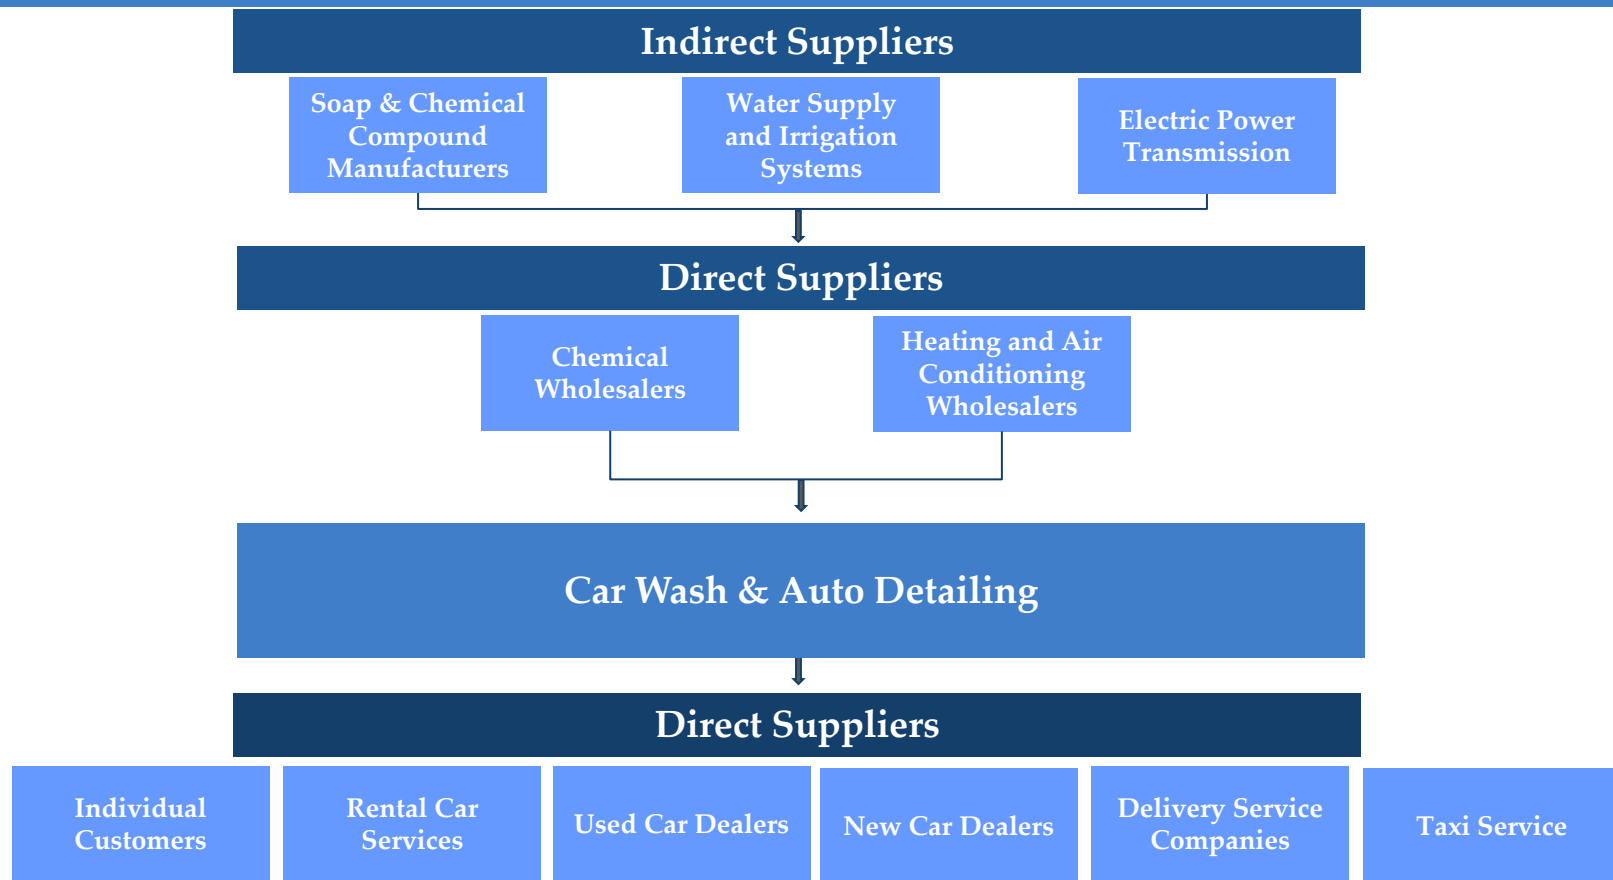 Indirect Suppliers
Soap & Chemical
Compound
Manufacturers
Water Supply
and Irrigation
Systems
Electric Power
Transmission
Direct Suppliers
Chemical
Wholesalers
Heating and Air
Conditioning
Wholesalers
Car Wash & Auto Detailing
Direct Suppliers
Individual
Customers
Rental Car
Services
Used Car Dealers
New Car Dealers
Delivery Service
Companies
Taxi Service